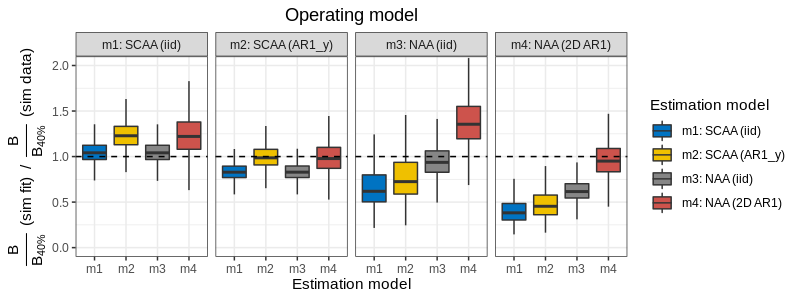 Operating model
m1: SCAA (iid) m2: SCAA (AR1_y) m3: NAA (iid) m4: NAA (2D AR1)
B/B40% (sim fit) / B/B40% (sim data)
2.0
1.5
1.0
0.5
0.0
m1 m2 m3 m4 m1 m2 m3 m4 m1 m2 m3 m4 m1 m2 m3 m4
Estimation model
Estimation model
m1: SCAA (iid)
m2: SCAA (AR1_y)
m3: NAA (iid)
m4: NAA (2D AR1)